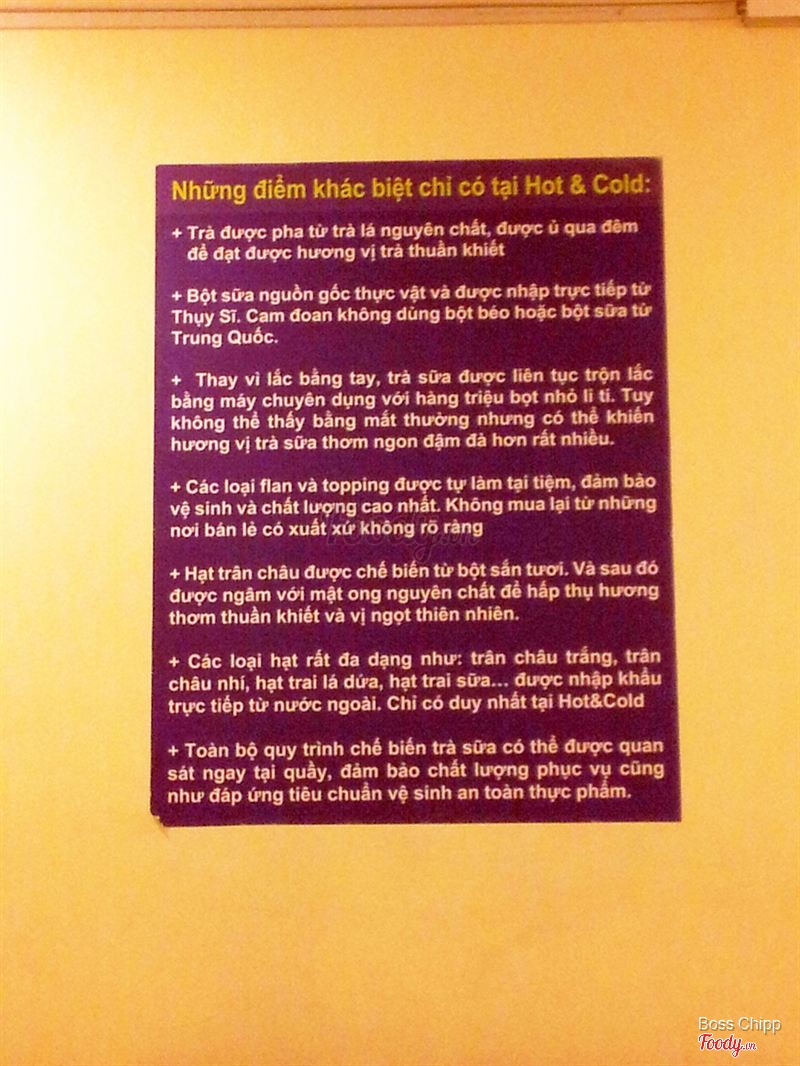 Những điểm khác biệt chỉ có tại Hot & Cold:
+ Trà được pha từ trà lá nguyên chất, được ủ qua đêm
để đạt được hương vị trà thuần khiết
+ Bột sữa nguồn gốc thực vật và được nhập trực tiếp từ
Thụy Sĩ. Cam đoan không dùng bột béo hoặc bột sữa từ
Trung Quốc.
+ Thay vì lắc bằng tay, trà sữa được liên tục trộn lắc
bằng máy chuyên dụng với hàng triệu bọt nhỏ li ti. Tuy
không thể thấy bằng mắt thường nhưng có thể khiến
hương vị trà sữa thơm ngon đậm đà hơn rất nhiều.
+ Các loại flan và topping được tự làm tại tiệm, đảm bảo
vệ sinh và chất lượng cao nhất. Không mua lại từ những
nơi bán lẻ có xuất xứ không rõ ràng
+ Hạt trân châu được chế biến từ bột sắn tươi. Và sau đó
được ngâm với mật ong nguyên chất để hấp thụ hương
thơm thuần khiết và vị ngọt thiên nhiên.
+ Các loại hạt rất đa dạng như: trân châu trắng, trân
châu nhí, hạt trai lá dứa, hạt trai sữa... được nhập khẩu
trực tiếp từ nước ngoài. Chỉ có duy nhất tại Hot&Cold
+ Toàn bộ quy trình chế biến trà sữa có thể được quan
sát ngay tại quầy, đảm bảo chất lượng phục vụ cũng
như đáp ứng tiêu chuẩn vệ sinh an toàn thực phẩm.
Boss Chipp
Foody.vn